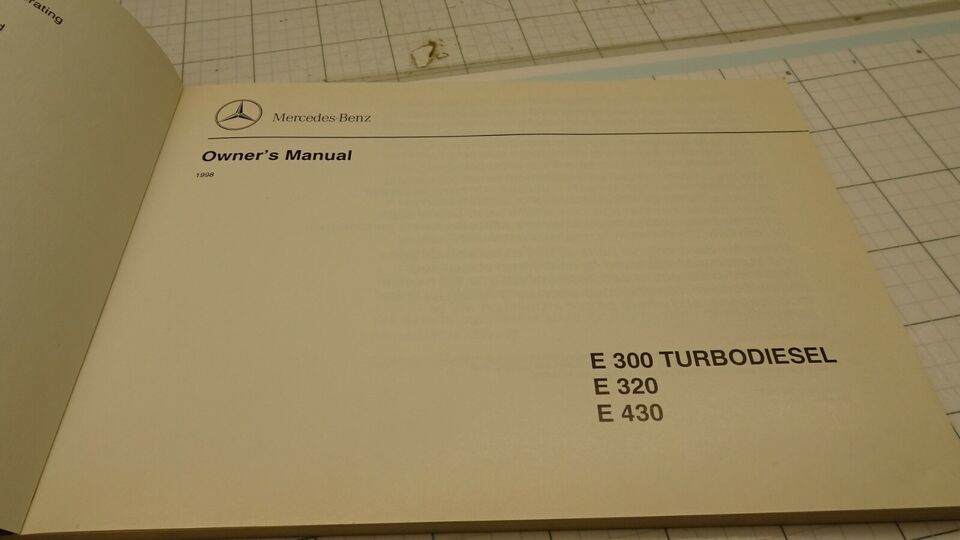 Mercedes-Benz
Owner's Manual
1998
E 300 TURBODIESEL
E 320
E 430